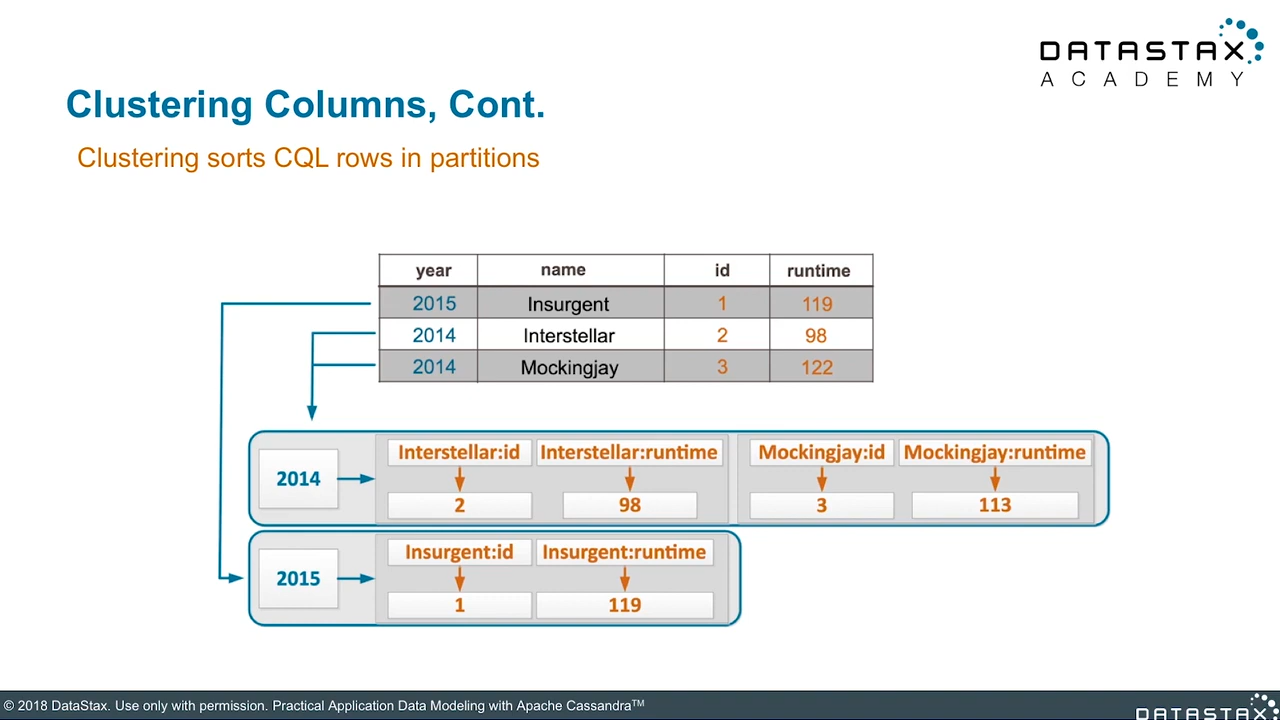 DATASTAX
ACADEMY
Clustering Columns, Cont.
Clustering sorts CQL rows in partitions
year name id runtime
2015 Insurgent 1 119
2014 Interstellar 2 98
2014 Mockingjay 3 122
Interstellar:id Interstellar:runtime Mockingjay:id Mockingjay:runtime
2014
2 98 3 113
Insurgent:id Insurgent:runtime
2015
1 119
© 2018 DataStax. Use only with permission. Practical Application Data Modeling with Apache Cassandra™
DATASTAX